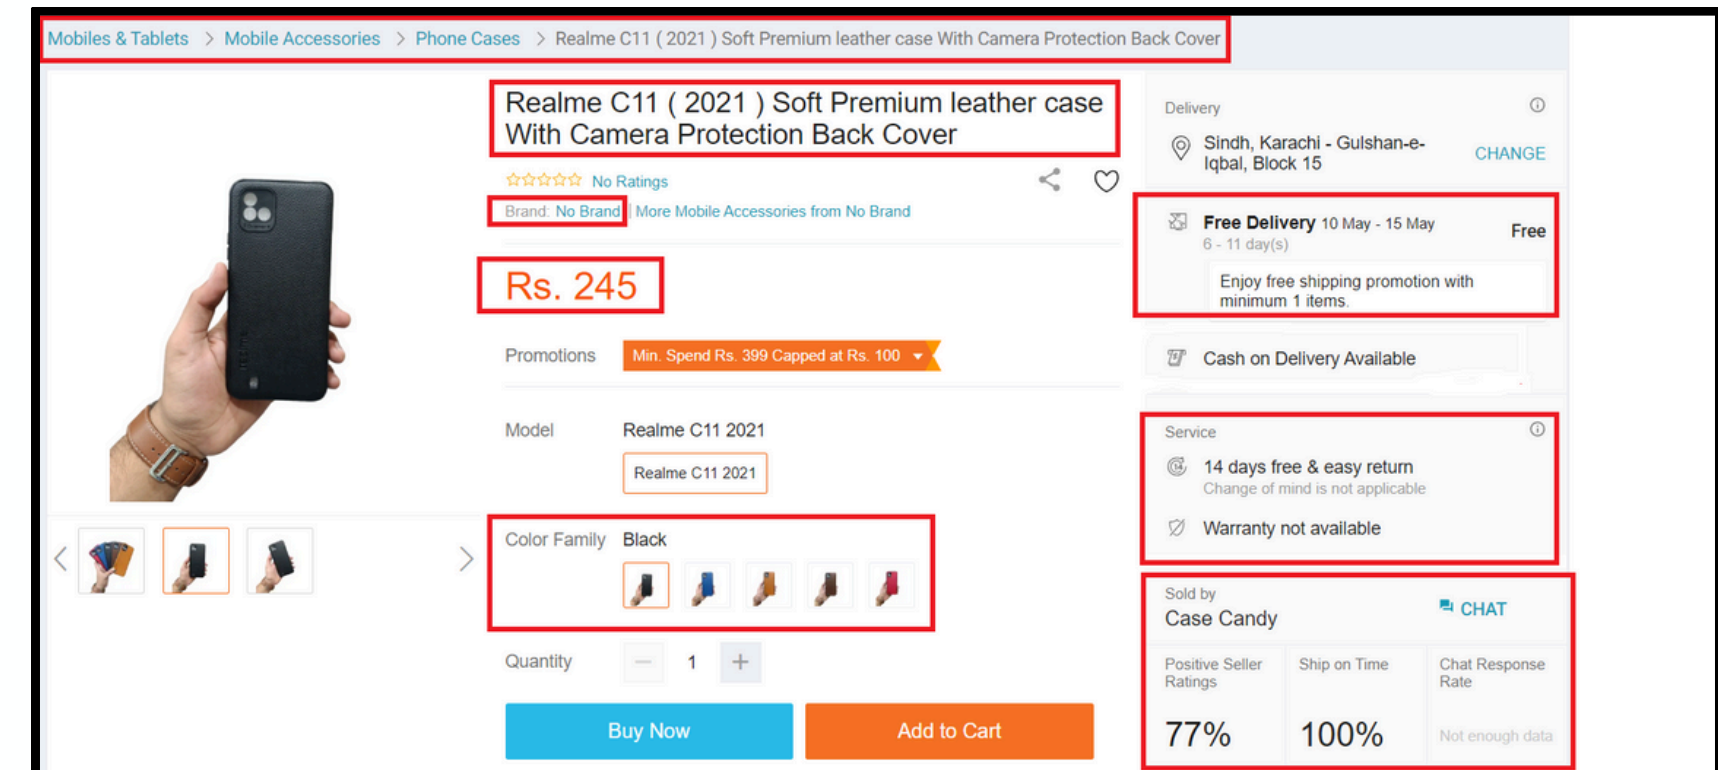 Mobiles & Tablets > Mobile Accessories > Phone Cases > Realme C11 ( 2021 ) Soft Premium leather case With Camera Protection Back Cover
Realme C11 ( 2021 ) Soft Premium leather case
With Camera Protection Back Cover
No Ratings
Brand: No Brand | More Mobile Accessories from No Brand
Rs. 245
Promotions Min. Spend Rs. 399 Capped at Rs. 100
Model Realme C11 2021
Realme C11 2021
Color Family Black
Quantity 1
Buy Now Add to Cart
Delivery
Sindh, Karachi - Gulshan-e-
Iqbal, Block 15
CHANGE
Free Delivery 10 May - 15 May
Free
6 - 11 day(s)
Enjoy free shipping promotion with
minimum 1 items.
Cash on Delivery Available
Service
14 days free & easy return
Change of mind is not applicable
Warranty not available
Sold by
Case Candy
CHAT
Positive Seller
Ratings
77%
Ship on Time
100%
Chat Response
Rate
Not enough data